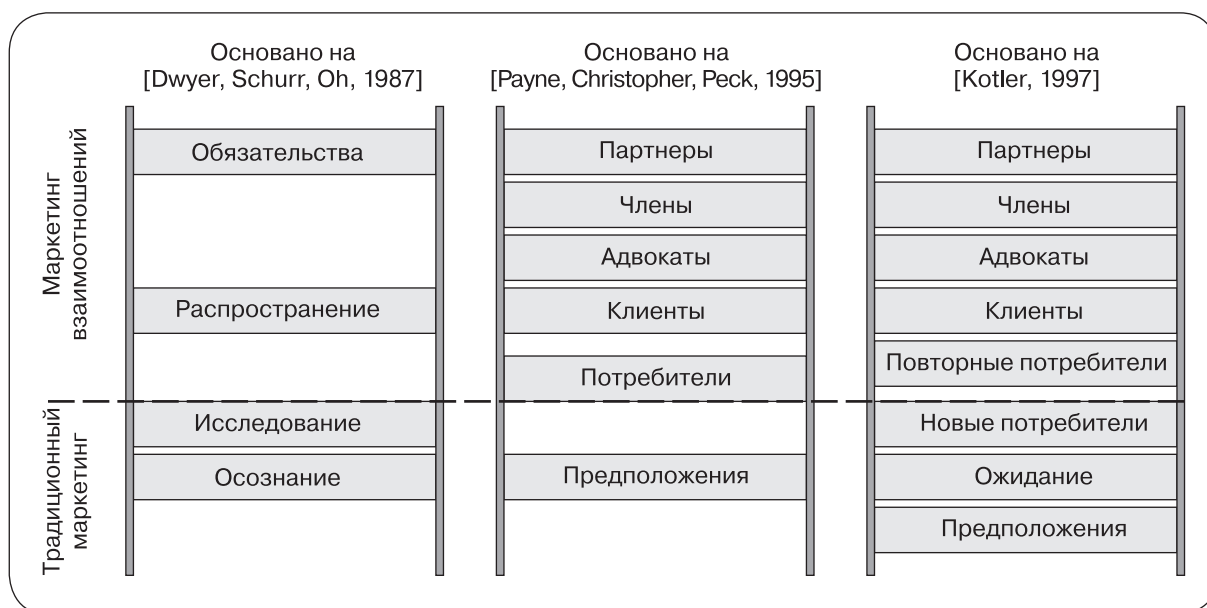 Основано на
[Dwyer, Schurr, Oh, 1987]
Основано на
[Payne, Christopher, Peck, 1995]
Основано на
[Kotler, 1997]
Маркетинг
взаимоотношений
Традиционный
маркетинг
Обязательства
Распространение
Исследование
Осознание
Партнеры
Члены
Адвокаты
Клиенты
Потребители
Предположения
Партнеры
Члены
Адвокаты
Клиенты
Повторные потребители
Новые потребители
Ожидание
Предположения